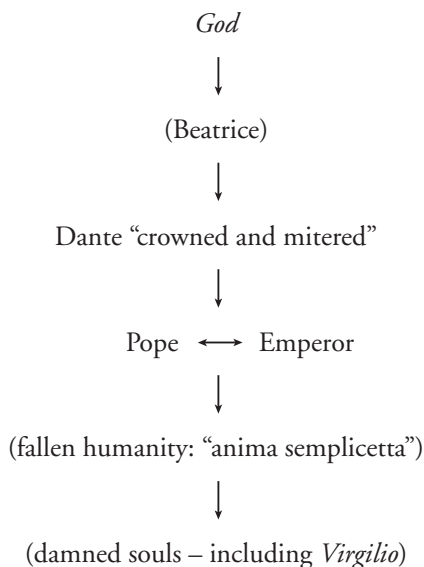 God
(Beatrice)
Dante “crowned and mitered”
Pope ↔ Emperor
(fallen humanity: “anima semplicetta”)
(damned souls – including Virgilio)